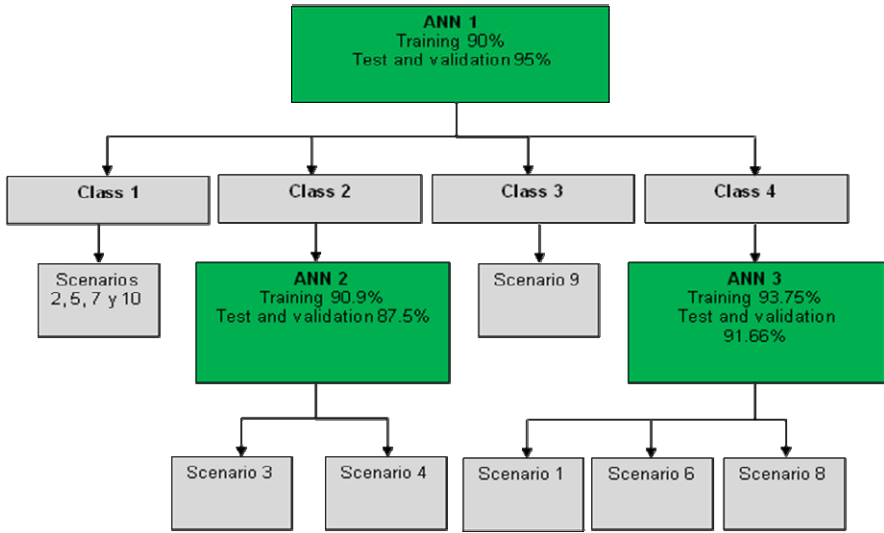 ANN 1
Training 90%
Test and validation 95%
Class 1
Class 2
Class 3
Class 4
Scenarios
2, 5, 7 y 10
ANN 2
Training 90.9%
Test and validation 87.5%
Scenario 9
ANN 3
Training 93.75%
Test and validation
91.66%
Scenario 3
Scenario 4
Scenario 1
Scenario 6
Scenario 8